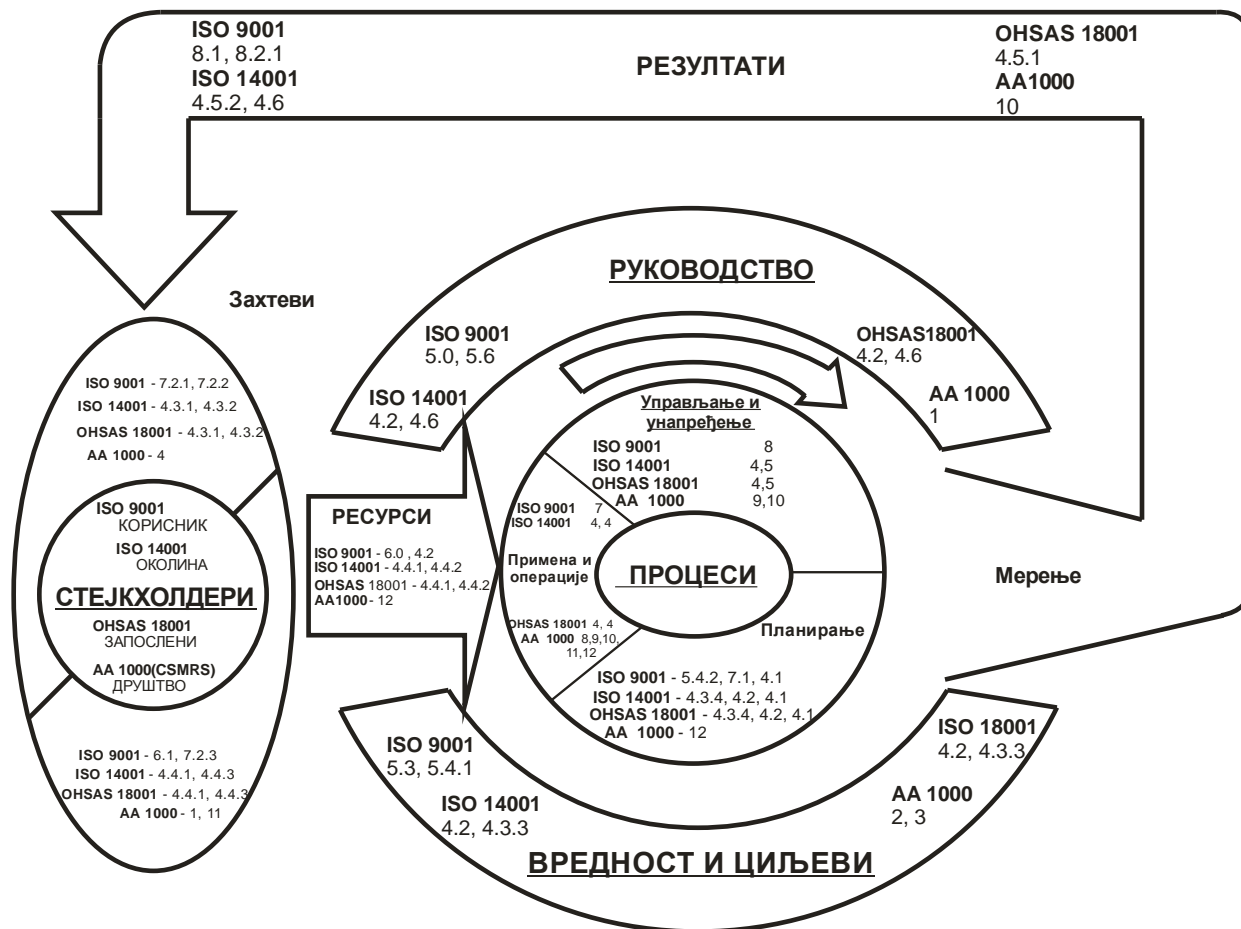 ISO 9001
8.1, 8.2.1
ISO 14001
4.5.2, 4.6
РЕЗУЛТАТИ
OHSAS 18001
4.5.1
AA1000
10
Захтеви
РУКОВОДСТВО
ISO 9001
5.0, 5.6
ISO 14001
4.2, 4.6
OHSAS18001
4.2, 4.6
AA 1000
1
ISO 9001 - 7.2.1, 7.2.2
ISO 14001 - 4.3.1, 4.3.2
OHSAS 18001 - 4.3.1, 4.3.2
AA 1000 - 4
ISO 9001
КОРИСНИК
ISO 14001
ОКОЛИНА
СТЕЈКХОЛДЕРИ
OHSAS 18001
ЗАПОСЛЕНИ
AA 1000(CSMRS)
ДРУШТВО
ISO 9001 - 6.1, 7.2.3
ISO 14001 - 4.4.1, 4.4.3
OHSAS 18001 - 4.4.1, 4.4.3
AA 1000 - 1, 11
РЕСУРСИ
ISO 9001 - 6.0 , 4.2
ISO 14001 - 4.4.1, 4.4.2
OHSAS 18001 - 4.4.1, 4.4.2
AA1000 - 12
Управљање и
унапређење
ISO 9001 8
ISO 14001 4,5
OHSAS 18001 4,5
AA 1000 9,10
ISO 9001 7
ISO 14001 4, 4
Примена и
операције
OHSAS 18001 4, 4
AA 1000 8,9,10,
11,12
ПРОЦЕСИ
Планирање
ISO 9001 - 5.4.2, 7.1, 4.1
ISO 14001 - 4.3.4, 4.2, 4.1
OHSAS 18001 - 4.3.4, 4.2, 4.1
AA 1000 - 12
Мерење
ISO 9001
5.3, 5.4.1
ISO 14001
4.2, 4.3.3
ISO 18001
4.2, 4.3.3
AA 1000
2, 3
ВРЕДНОСТ И ЦИЉЕВИ